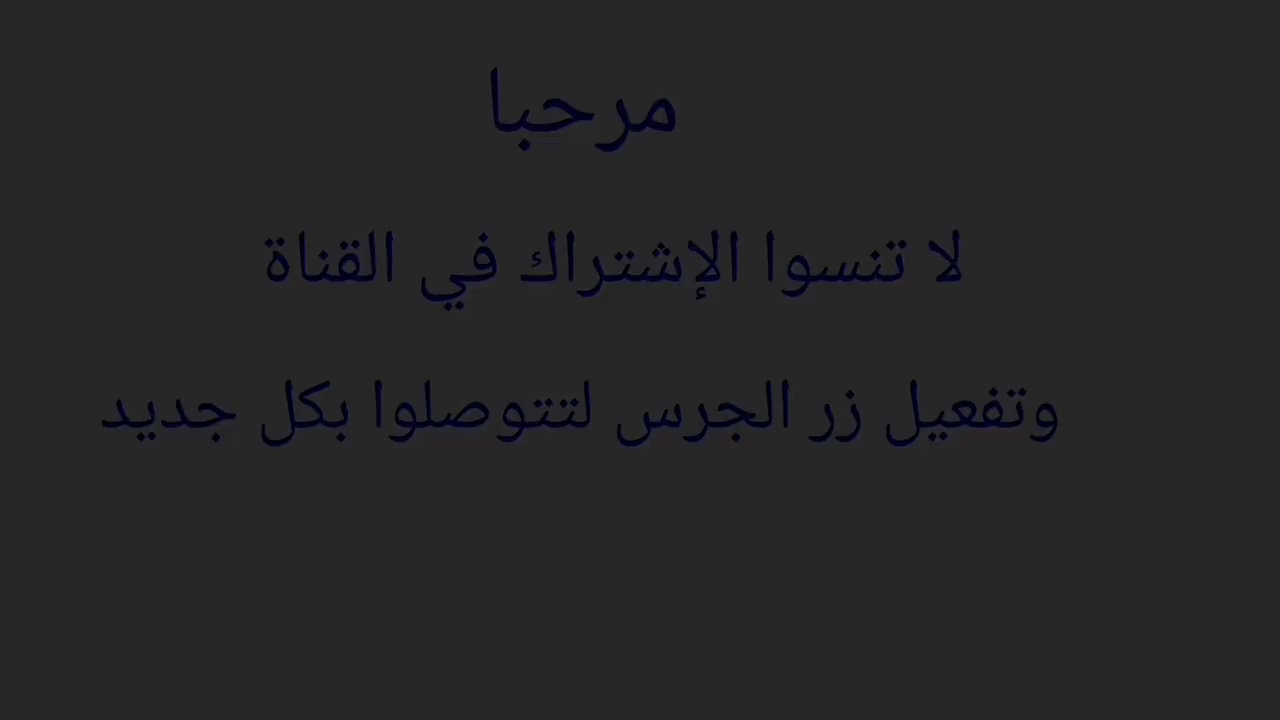 مرحبا
لا تنسوا الإشتراك في القناة
وتفعيل زر الجرس لتتوصلوا بكل جديد